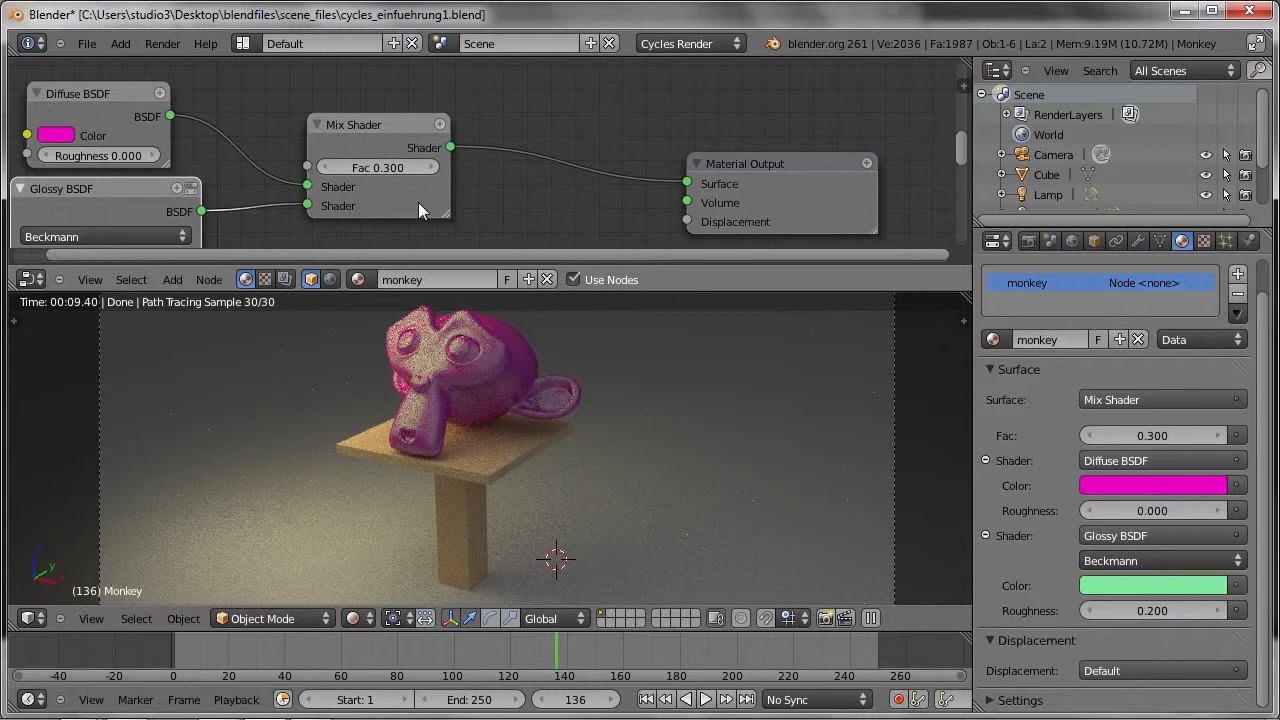 Blender* [C:\Users\studio3\Desktop\blendfiles\scene_files\cycles_einfuehrung1.blend]
File Add Render Help Default Scene Cycles Render blender.org 261 | Ve:2036 | Fa:1987 | Ob:1-6 | La:2 | Mem:9.19M (10.72M) | Monkey
Diffuse BSDF
BSDF
Color
Roughness 0.000
Glossy BSDF
BSDF
Beckmann
Mix Shader
Shader
Fac 0.300
Shader
Shader
Material Output
Surface
Volume
Displacement
View Select Add Node monkey F Use Nodes
Time: 00:09.40 | Done | Path Tracing Sample 30/30
z
y
x
(136) Monkey
View Select Object Object Mode Global
-40 -20 0 20 40 60 80 100 120 140 160 180 200 220 240 260
View Marker Frame Playback Start: 1 End: 250 136 No Sync
View Search All Scenes
Scene
RenderLayers
World
Camera
Cube
Lamp
monkey Node <none>
monkey F Data
Surface
Surface: Mix Shader
Fac: 0.300
Shader: Diffuse BSDF
Color:
Roughness: 0.000
Shader: Glossy BSDF
Beckmann
Color:
Roughness: 0.200
Displacement
Displacement: Default
Settings